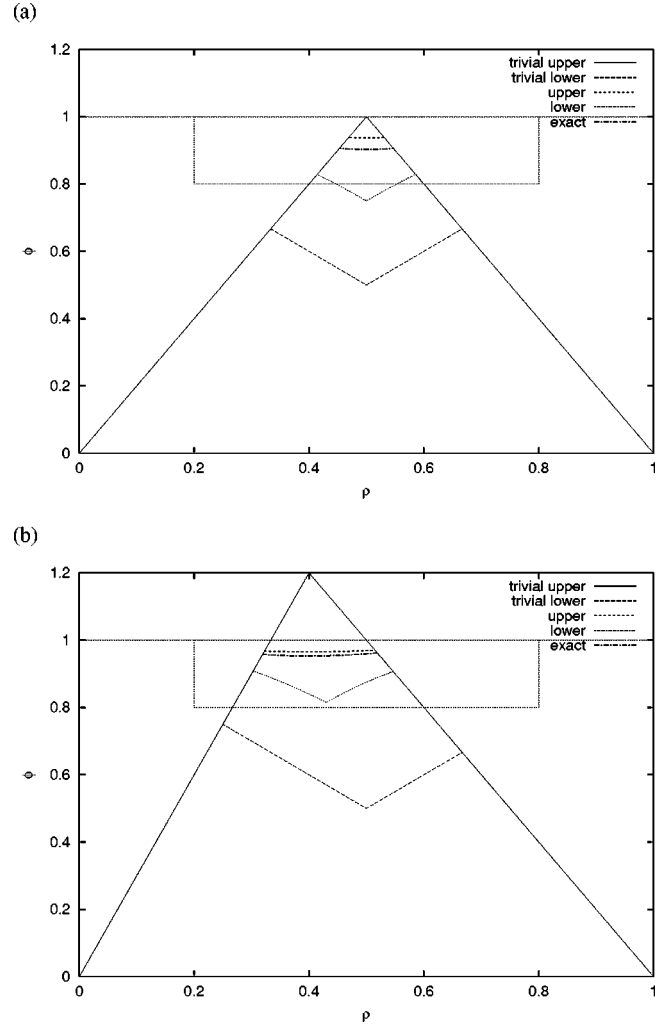 (a)
1.2
1
0.8
0.6
0.4
0.2
0
ϕ
trivial upper
trivial lower
upper
lower
exact
0 0.2 0.4 0.6 0.8 1
ρ
(b)
1.2
1
0.8
0.6
0.4
0.2
0
ϕ
trivial upper
trivial lower
upper
lower
exact
0 0.2 0.4 0.6 0.8 1
ρ